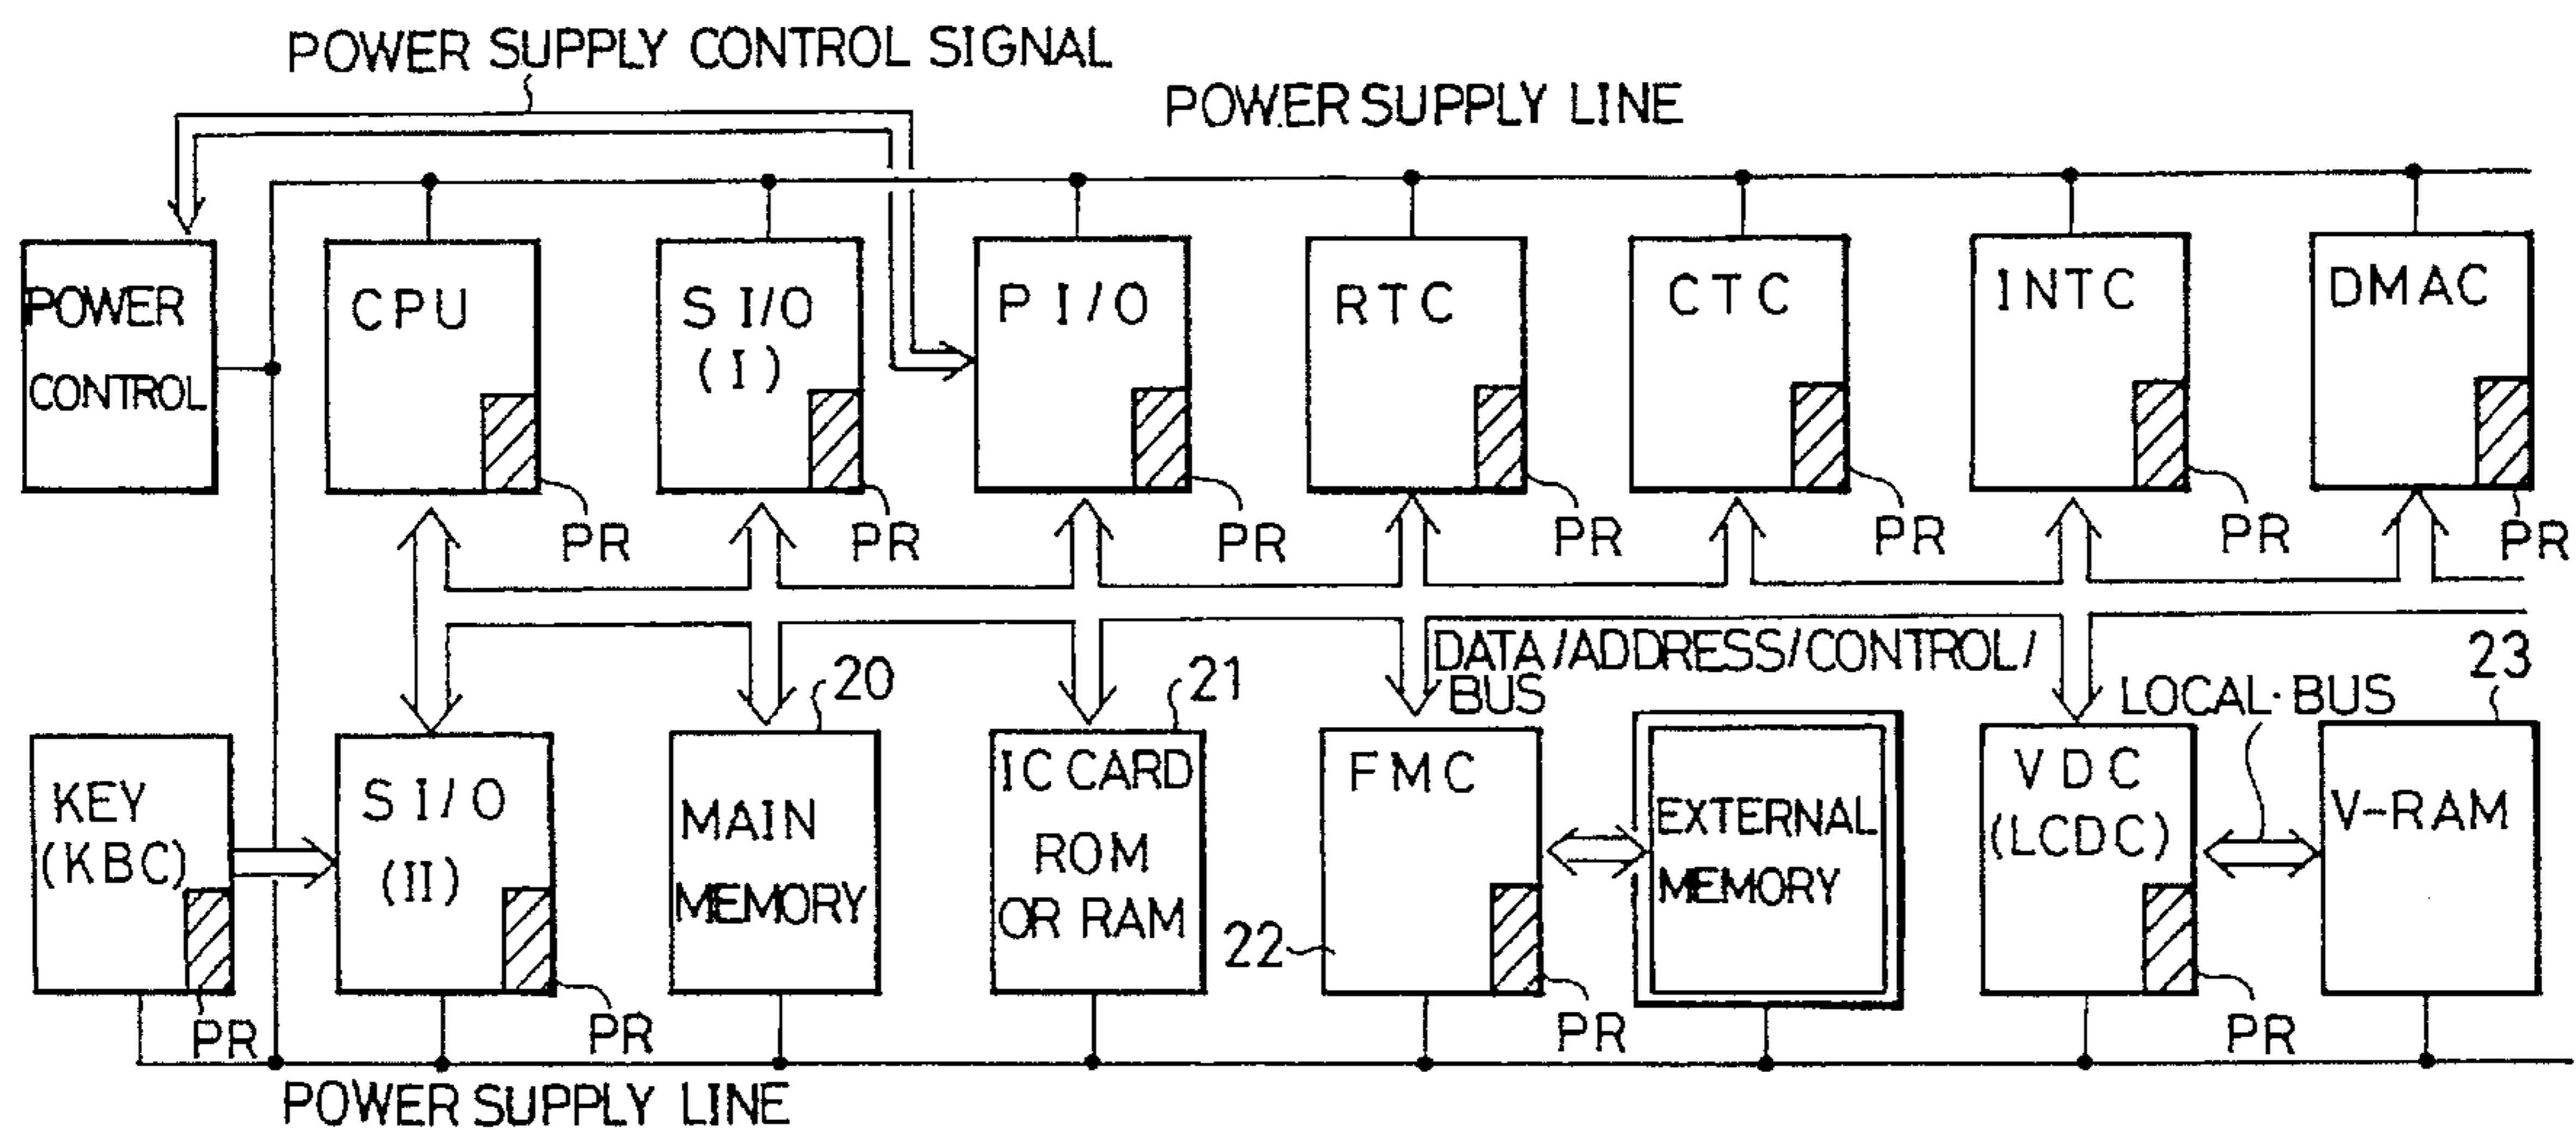 POWER SUPPLY CONTROL SIGNAL
POWER SUPPLY LINE
POWER
CONTROL
CPU
S I/O
(I)
P I/O
RTC
CTC
INTC
DMAC
PR
PR
PR
PR
PR
PR
PR
DATA/ADDRESS/CONTROL/
BUS
20
21
LOCAL·BUS
23
KEY
(KBC)
S I/O
(II)
MAIN
MEMORY
IC CARD
ROM
OR RAM
FMC
22
EXTERNAL
MEMORY
VDC
(LCDC)
V-RAM
PR
PR
PR
PR
POWER SUPPLY LINE